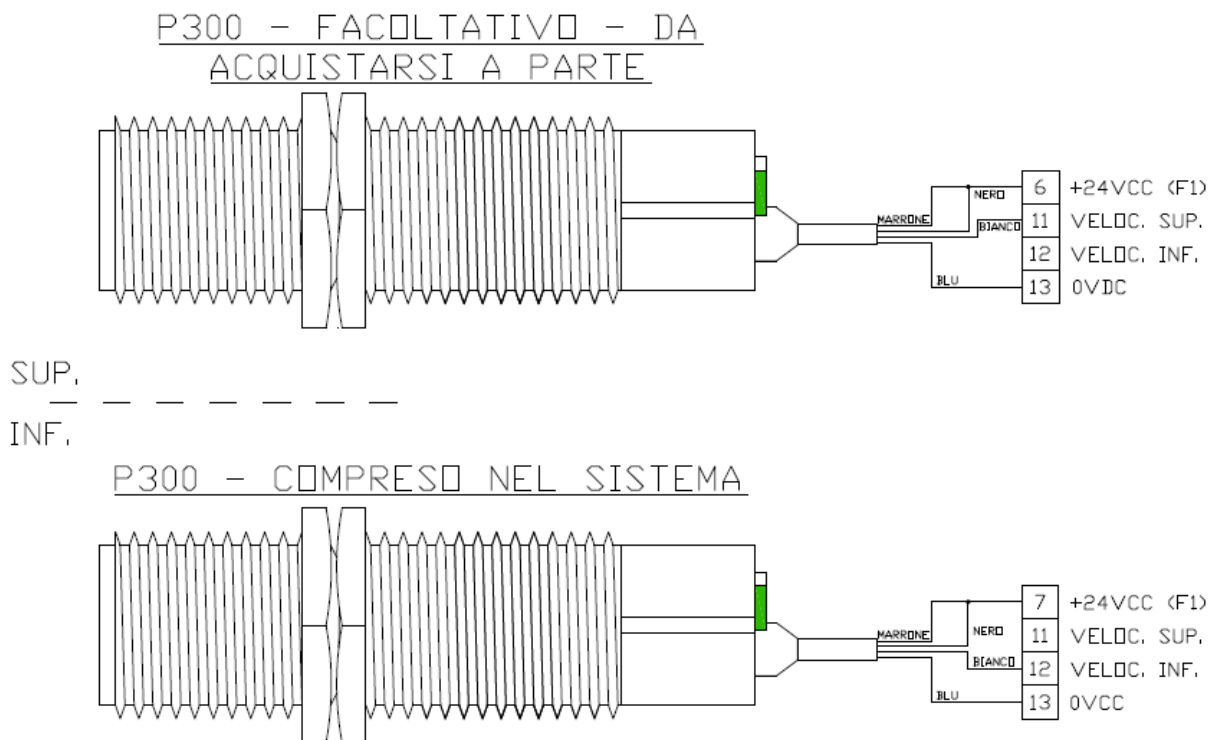 P300 - FACOLTATIVO - DA
ACQUISTARSI A PARTE
MARRONE
NERO
BIANCO
BLU
6 +24VCC (F1)
11 VELOC. SUP.
12 VELOC. INF.
13 0VDC
SUP.
INF.
P300 - COMPRESO NEL SISTEMA
MARRONE
NERO
BIANCO
BLU
7 +24VCC (F1)
11 VELOC. SUP.
12 VELOC. INF.
13 0VCC